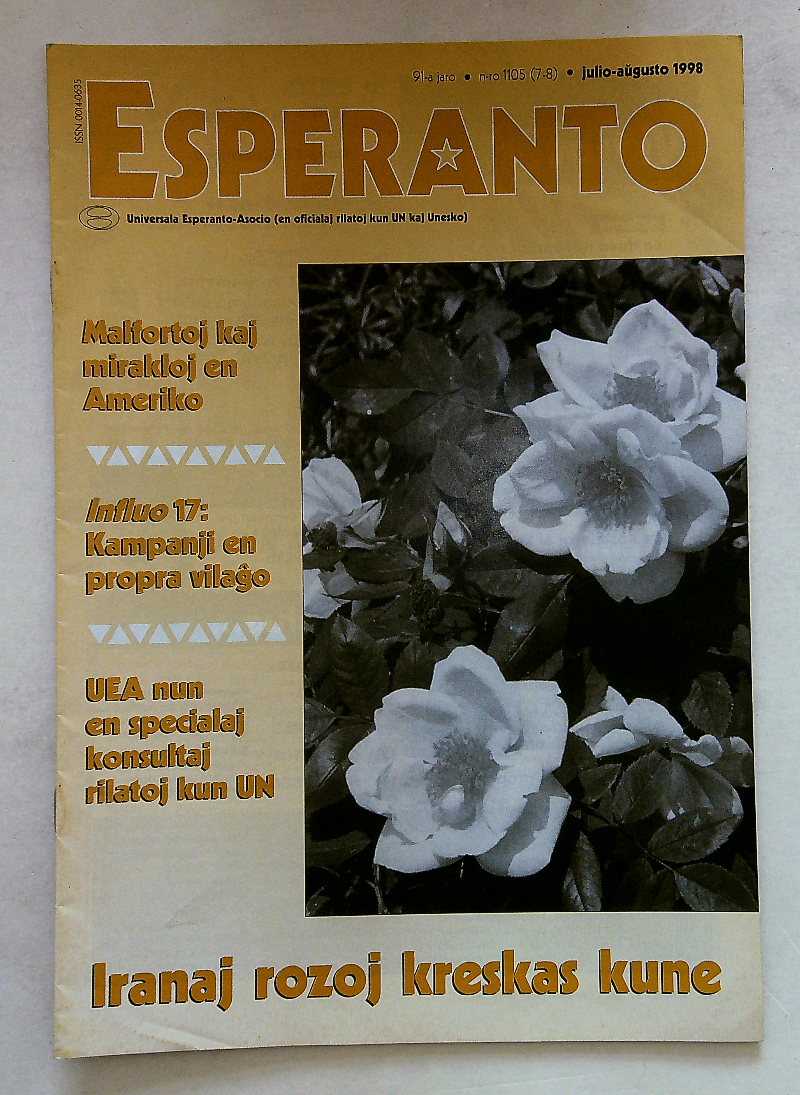 91-a jaro ● n-ro 1105 (7-8) ● julio-aŭgusto 1998
ISSN 0014-0635
ESPERANTO
Universala Esperanto-Asocio (en oficialaj rilatoj kun UN kaj Unesko)
Malfortoj kaj
mirakloj en
Ameriko
Influo 17:
Kampanji en
propra vilaĝo
UEA nun
en specialaj
konsultaj
rilatoj kun UN
Iranaj rozoj kreskas kune